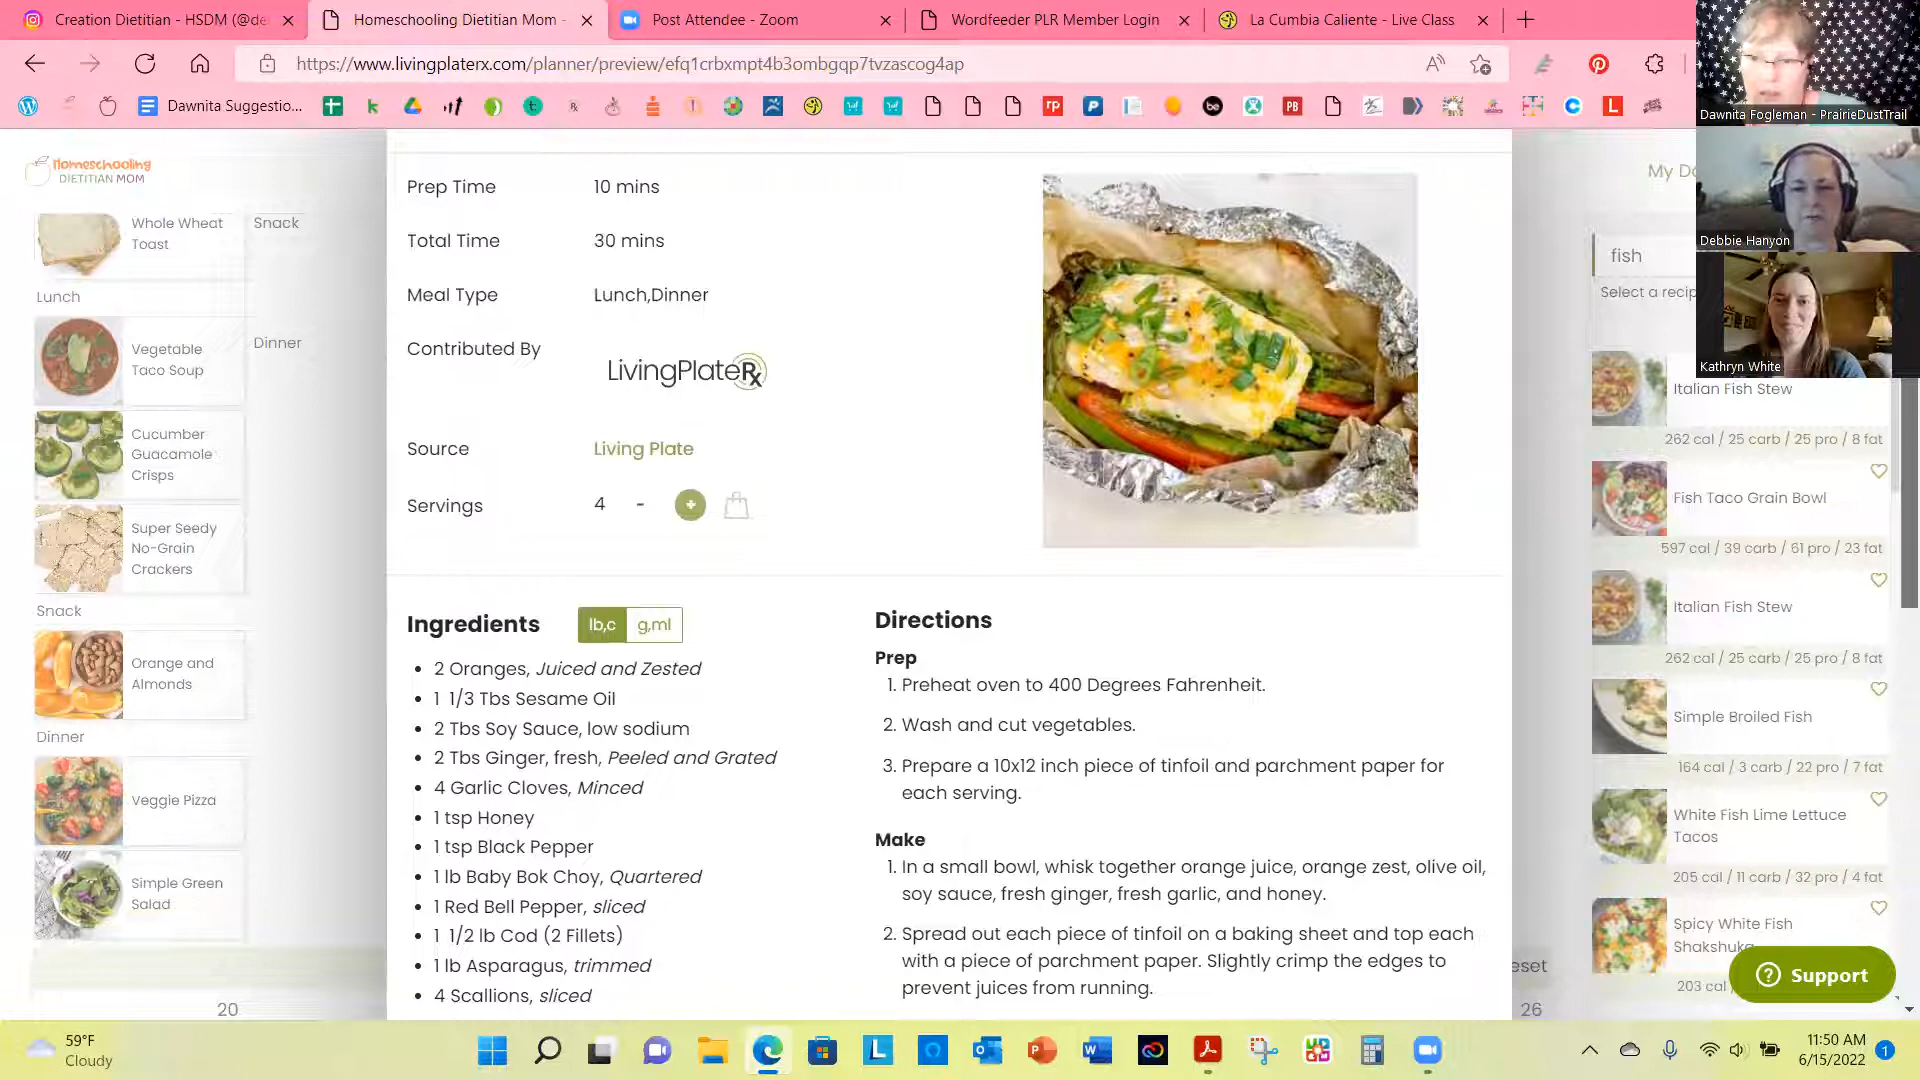 Creation Dietitian - HSDM (@de
Homeschooling Dietitian Mom -
Post Attendee - Zoom
Wordfeeder PLR Member Login
La Cumbia Caliente - Live Class
https://www.livingplaterx.com/planner/preview/efq1crbxmpt4b3ombgqp7tvzascog4ap
Dawnita Suggestio...
Dawnita Fogleman - PrairieDustTrail
Debbie Hanyon
Kathryn White
Homeschooling
DIETITIAN MOM
Whole Wheat
Toast
Snack
Lunch
Vegetable
Taco Soup
Dinner
Cucumber
Guacamole
Crisps
Super Seedy
No-Grain
Crackers
Snack
Orange and
Almonds
Dinner
Veggie Pizza
Simple Green
Salad
20
Prep Time 10 mins
Total Time 30 mins
Meal Type Lunch,Dinner
Contributed By LivingPlateRx
Source Living Plate
Servings 4 - +
Ingredients lb,c g,ml
2 Oranges, Juiced and Zested
1 1/3 Tbs Sesame Oil
2 Tbs Soy Sauce, low sodium
2 Tbs Ginger, fresh, Peeled and Grated
4 Garlic Cloves, Minced
1 tsp Honey
1 tsp Black Pepper
1 lb Baby Bok Choy, Quartered
1 Red Bell Pepper, sliced
1 1/2 lb Cod (2 Fillets)
1 lb Asparagus, trimmed
4 Scallions, sliced
Directions
Prep
1. Preheat oven to 400 Degrees Fahrenheit.
2. Wash and cut vegetables.
3. Prepare a 10x12 inch piece of tinfoil and parchment paper for
each serving.
Make
1. In a small bowl, whisk together orange juice, orange zest, olive oil,
soy sauce, fresh ginger, fresh garlic, and honey.
2. Spread out each piece of tinfoil on a baking sheet and top each
with a piece of parchment paper. Slightly crimp the edges to
prevent juices from running.
My Da
fish
Select a recip
Italian Fish Stew
262 cal / 25 carb / 25 pro / 8 fat
Fish Taco Grain Bowl
597 cal / 39 carb / 61 pro / 23 fat
Italian Fish Stew
262 cal / 25 carb / 25 pro / 8 fat
Simple Broiled Fish
164 cal / 3 carb / 22 pro / 7 fat
White Fish Lime Lettuce
Tacos
205 cal / 11 carb / 32 pro / 4 fat
Spicy White Fish
Shakshuka
203 cal
eset
26
Support
59°F
Cloudy
11:50 AM
6/15/2022
1